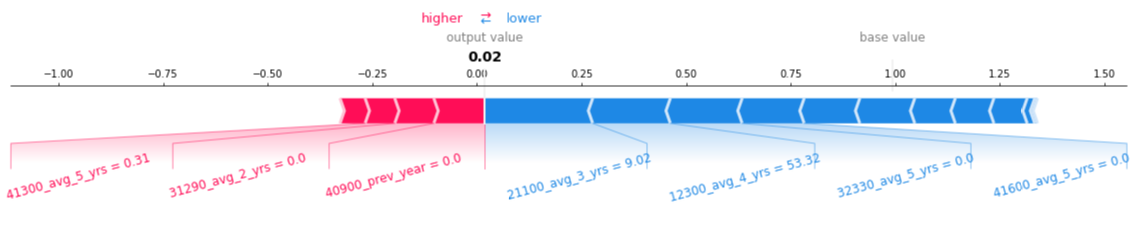 higher ⇄ lower
output value base value
0.02
−1.00 −0.75 −0.50 −0.25 0.00 0.25 0.50 0.75 1.00 1.25 1.50
41300_avg_5_yrs = 0.31 31290_avg_2_yrs = 0.0 40900_prev_year = 0.0 21100_avg_3_yrs = 9.02 12300_avg_4_yrs = 53.32 32330_avg_5_yrs = 0.0 41600_avg_5_yrs = 0.0